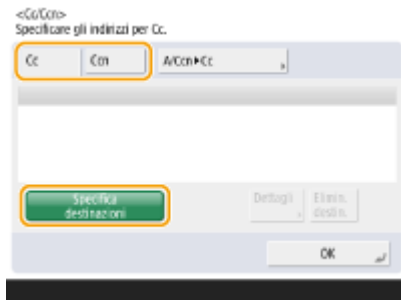 <Cc/Ccn>
Specificare gli indirizzi per Cc.
Cc Ccn A/Ccn▸Cc
Specifica
destinazioni
Dettagli
Elimin.
destin.
OK